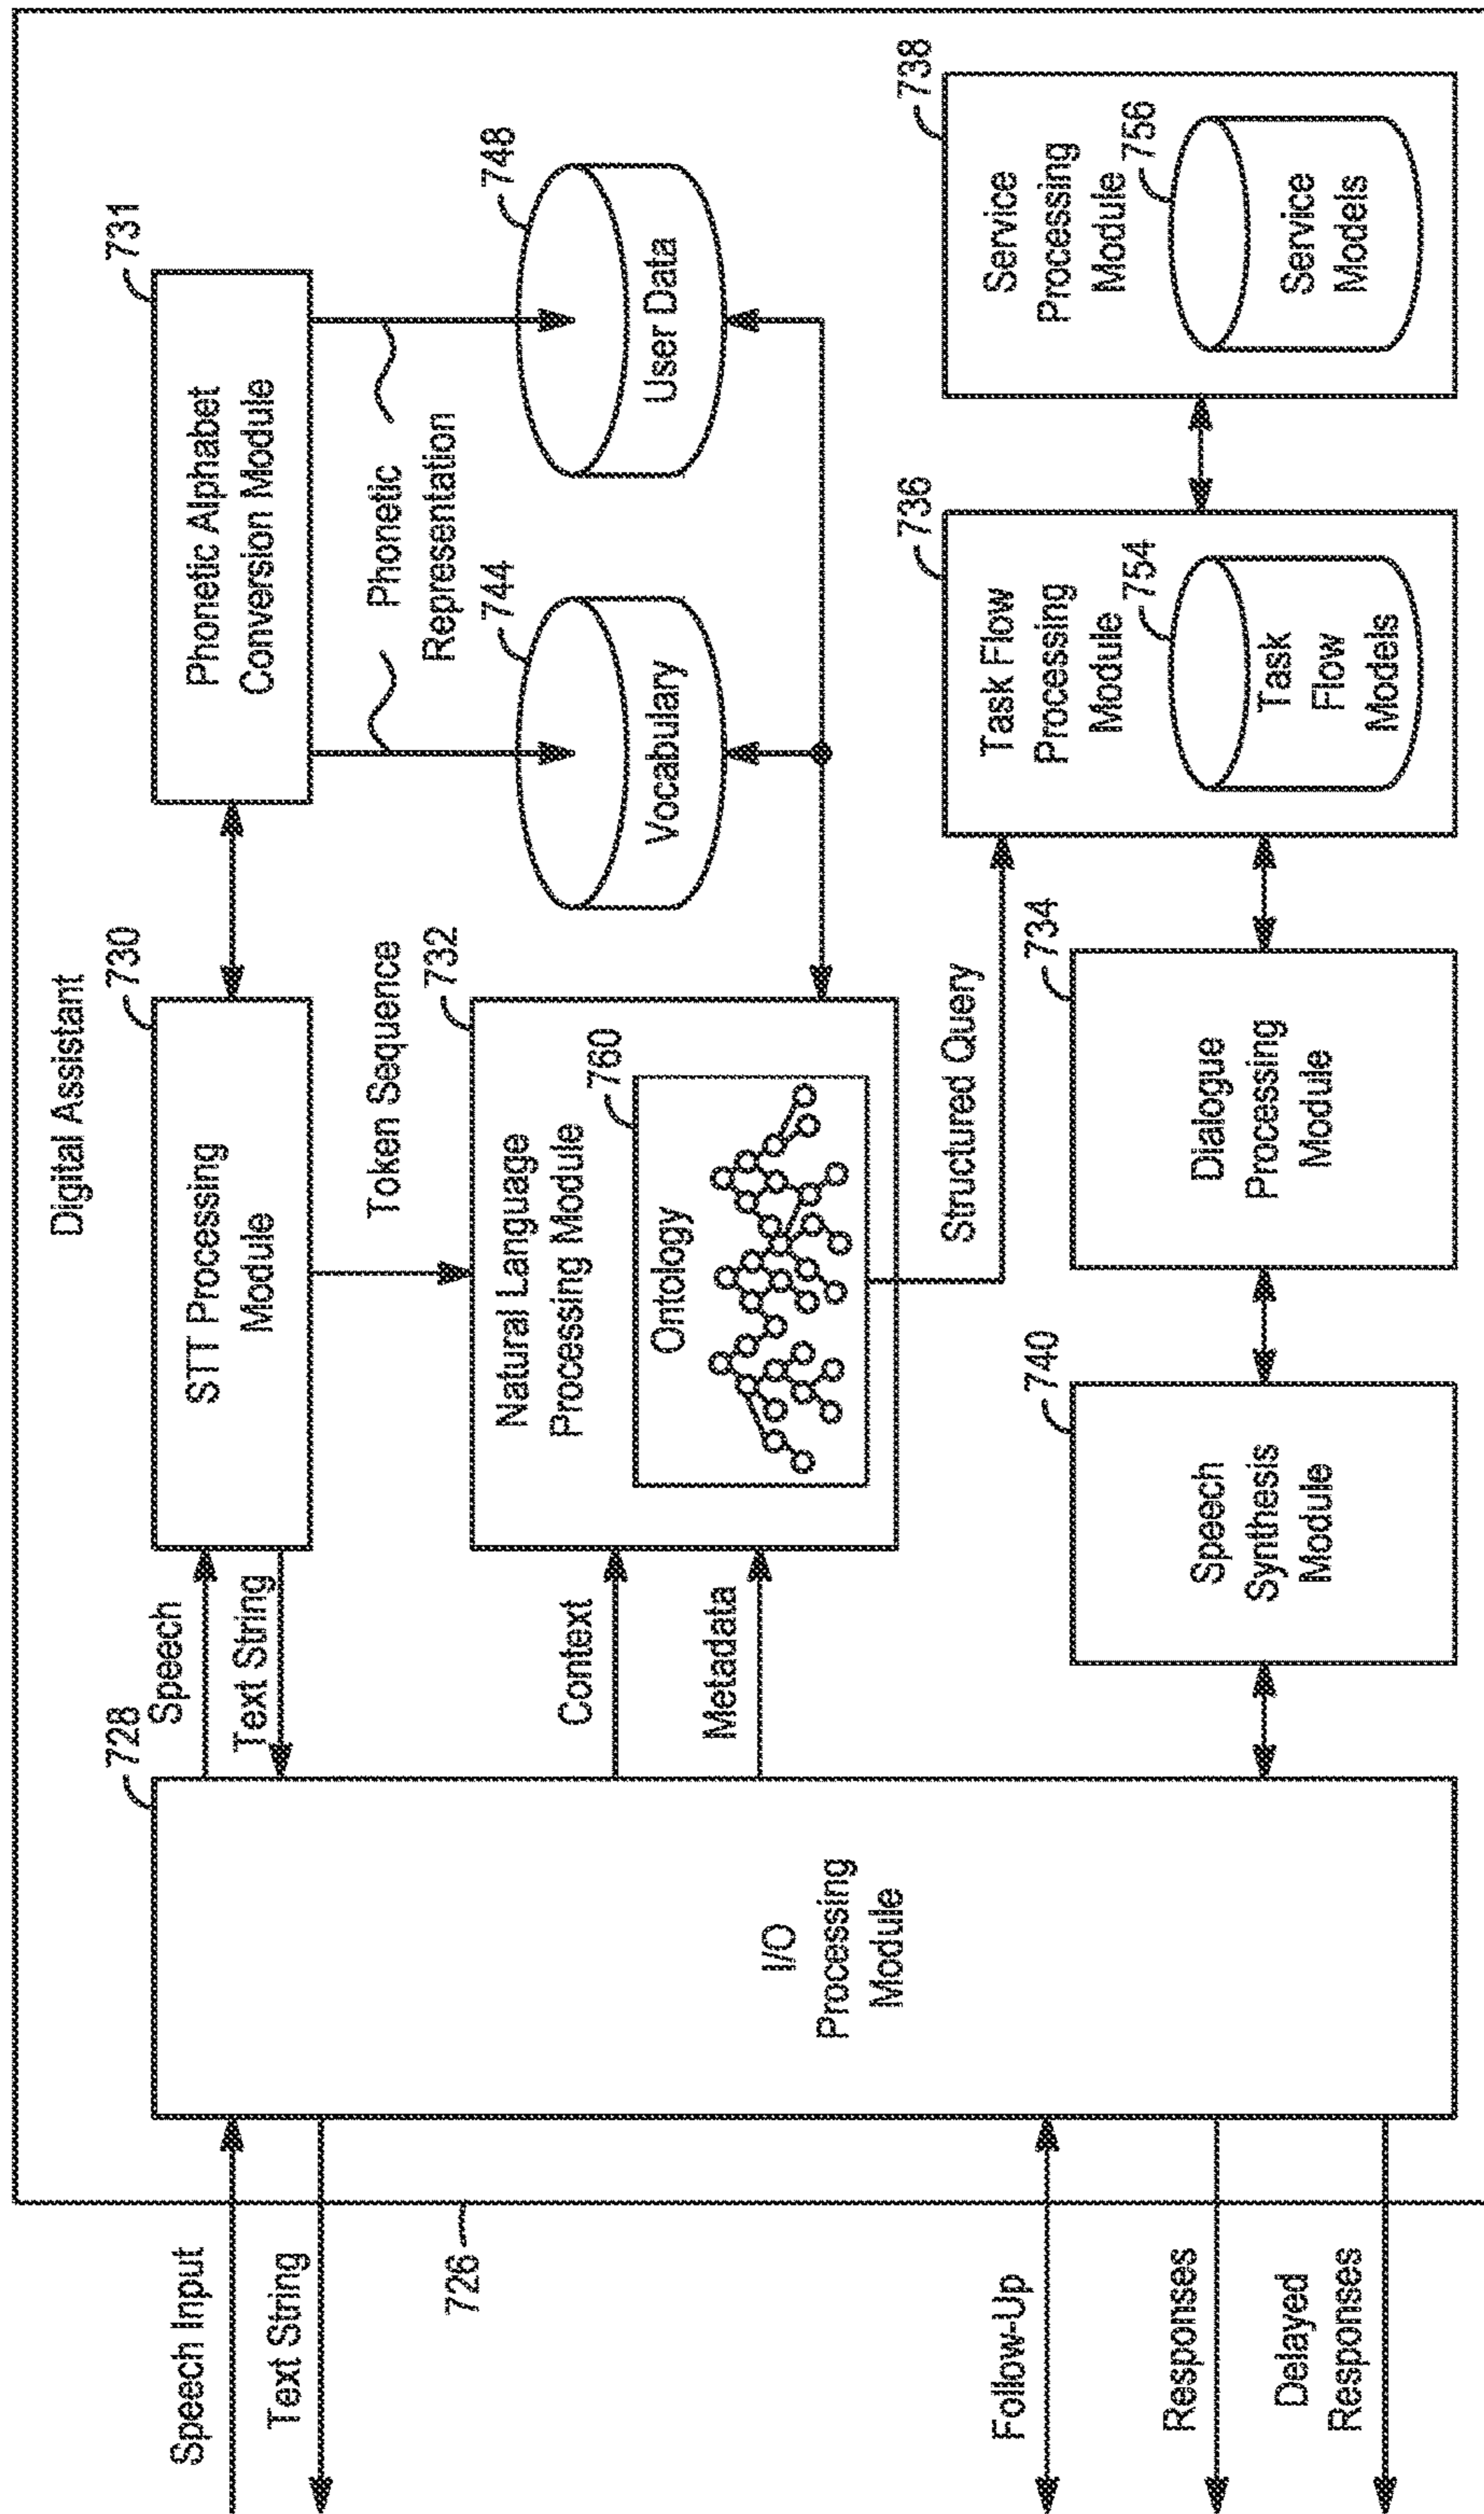 Digital Assistant
Speech Input
Text String
726
Follow-Up
Responses
Delayed
Responses
728
I/O
Processing
Module
Speech
Text String
Context
Metadata
730
STT Processing
Module
Token Sequence
731
Phonetic Alphabet
Conversion Module
Phonetic
Representation
732
Natural Language
Processing Module
760
Ontology
744
Vocabulary
748
User Data
Structured Query
740
Speech
Synthesis
Module
734
Dialogue
Processing
Module
736
Task Flow
Processing
Module
754
Task
Flow
Models
738
Service
Processing
Module
756
Service
Models